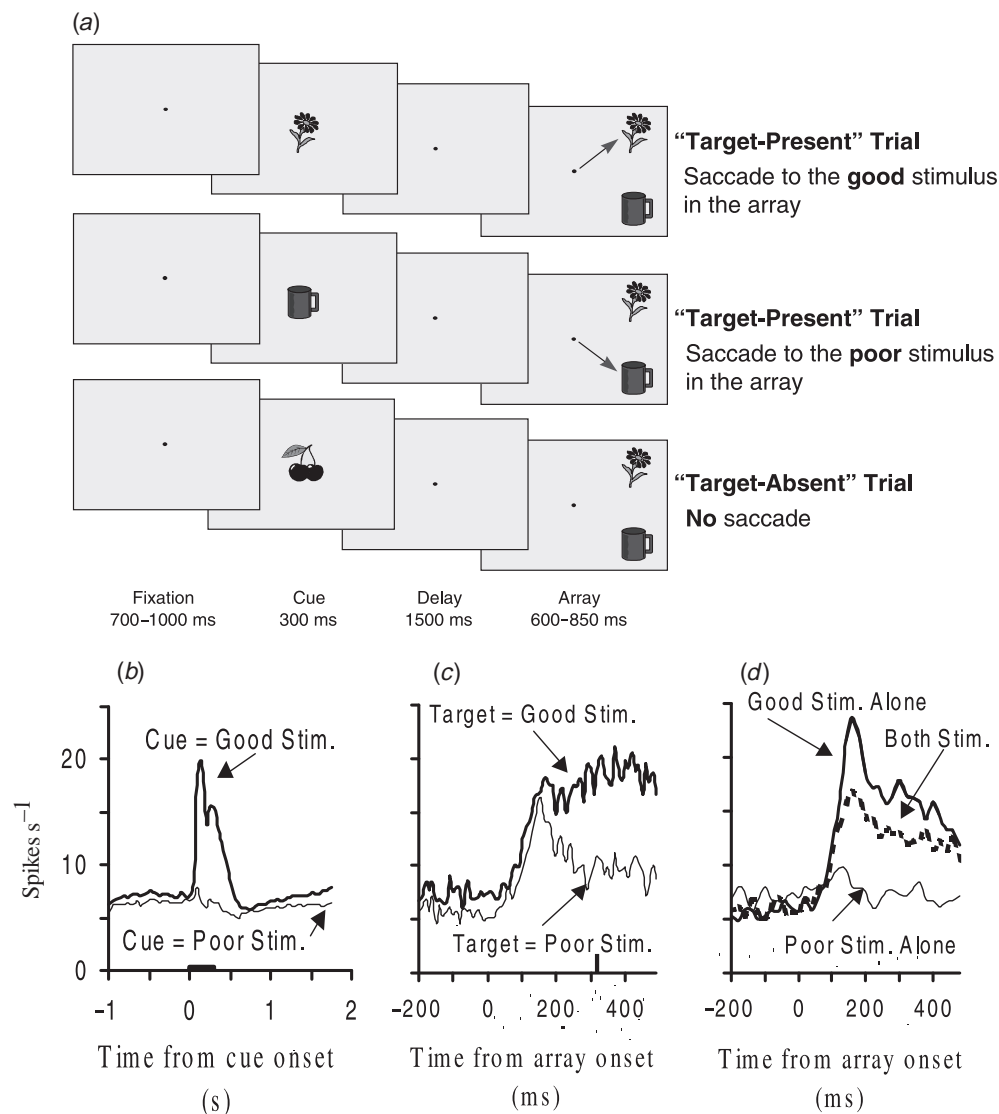 (a)
"Target-Present" Trial
Saccade to the good stimulus
in the array
"Target-Present" Trial
Saccade to the poor stimulus
in the array
"Target-Absent" Trial
No saccade
Fixation
700–1000 ms
Cue
300 ms
Delay
1500 ms
Array
600–850 ms
(b)
Cue = Good Stim.
Cue = Poor Stim.
Spikes s⁻¹
20
10
0
-1
0
1
2
Time from cue onset
(s)
(c)
Target = Good Stim.
Target = Poor Stim.
-200
0
200
400
Time from array onset
(ms)
(d)
Good Stim. Alone
Both Stim.
Poor Stim. Alone
-200
0
200
400
Time from array onset
(ms)